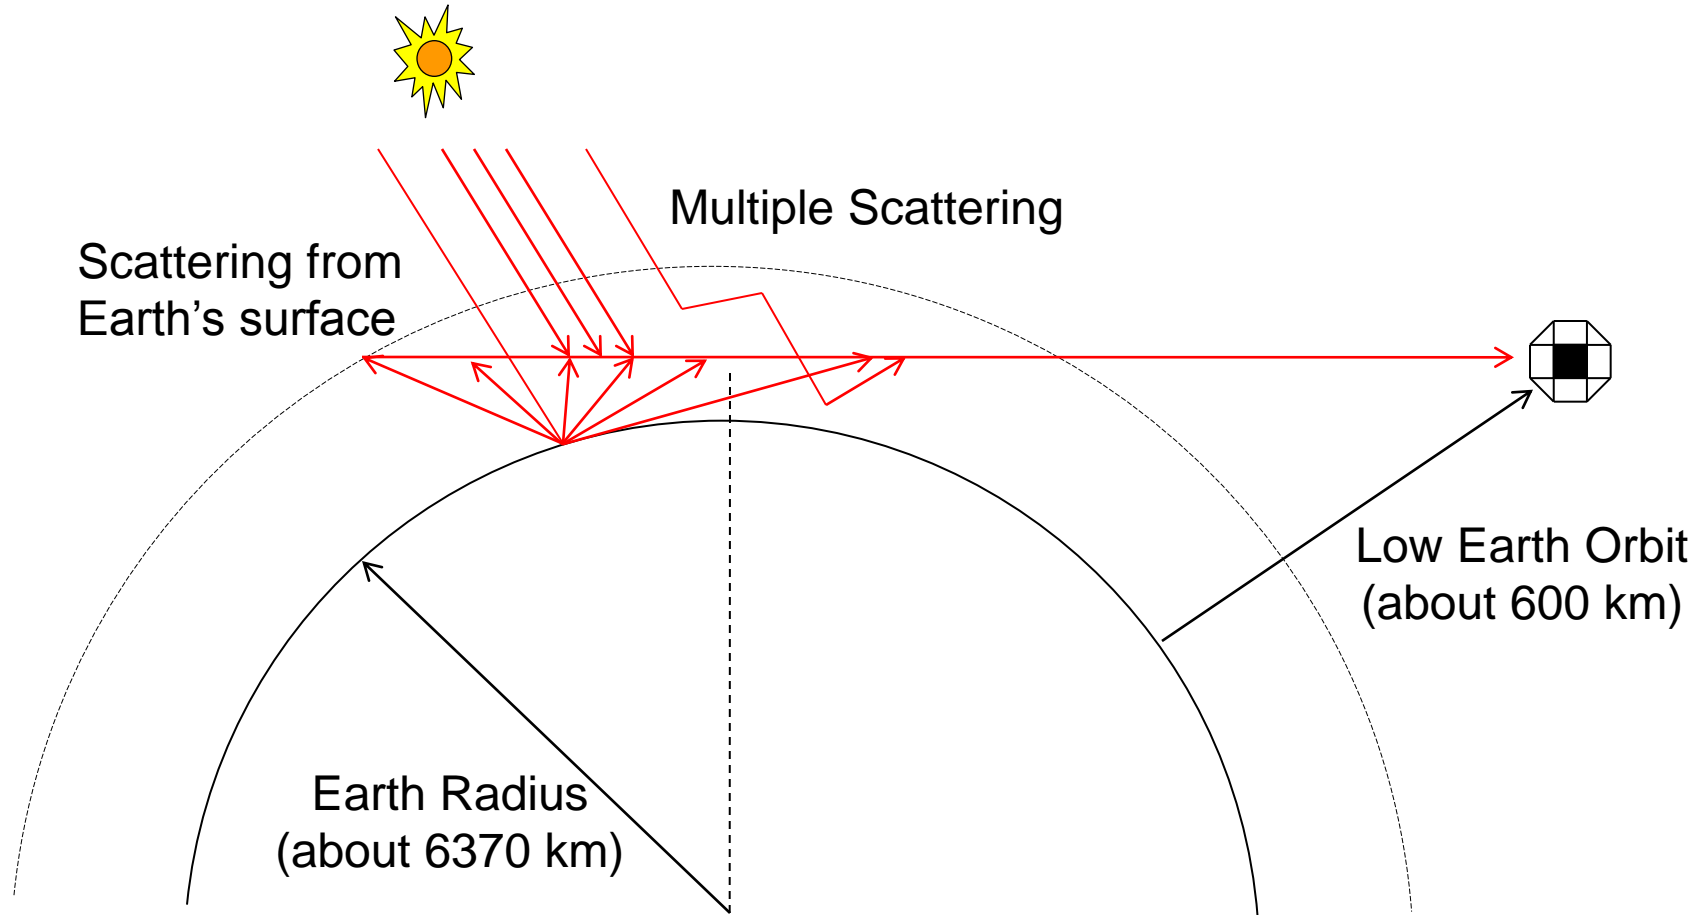 Multiple Scattering
Scattering from
Earth’s surface
Low Earth Orbit
(about 600 km)
Earth Radius
(about 6370 km)